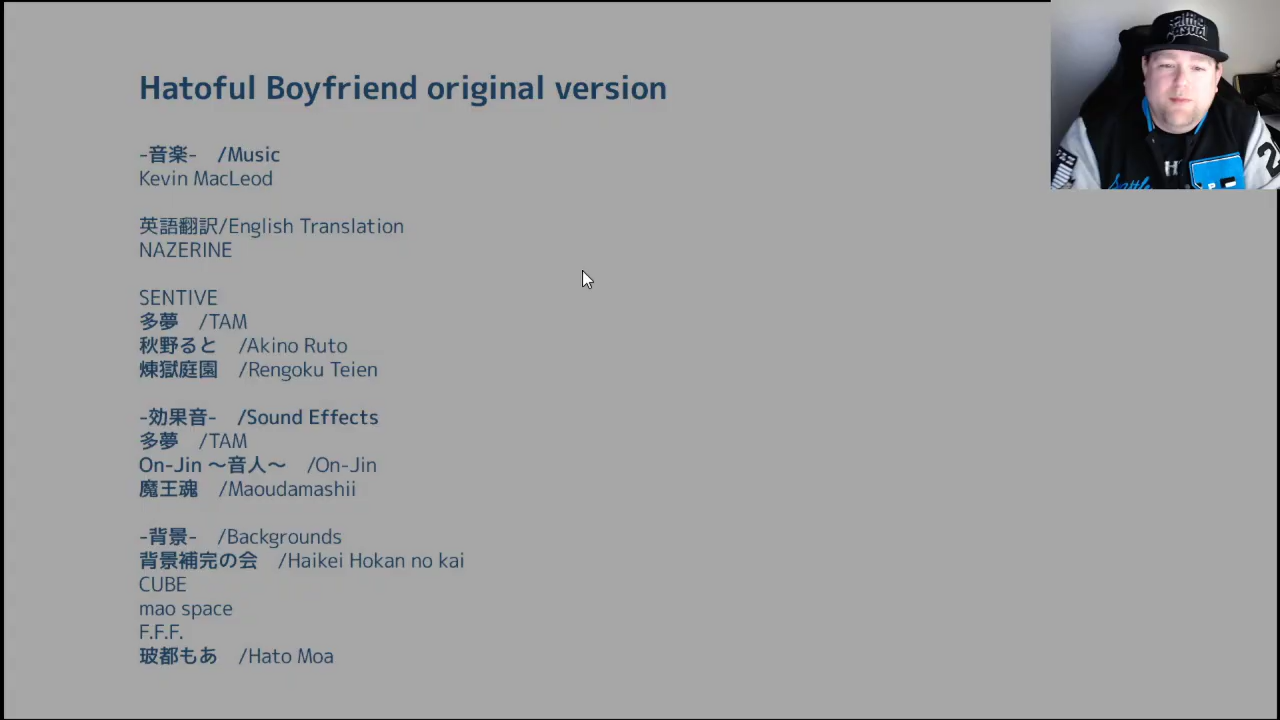 Hatoful Boyfriend original version
-音楽- /Music
Kevin MacLeod
英語翻訳/English Translation
NAZERINE
SENTIVE
多夢 /TAM
秋野ると /Akino Ruto
煉獄庭園 /Rengoku Teien
-効果音- /Sound Effects
多夢 /TAM
On-Jin ～音人～ /On-Jin
魔王魂 /Maoudamashii
-背景- /Backgrounds
背景補完の会 /Haikei Hokan no kai
CUBE
mao space
F.F.F.
玻都もあ /Hato Moa